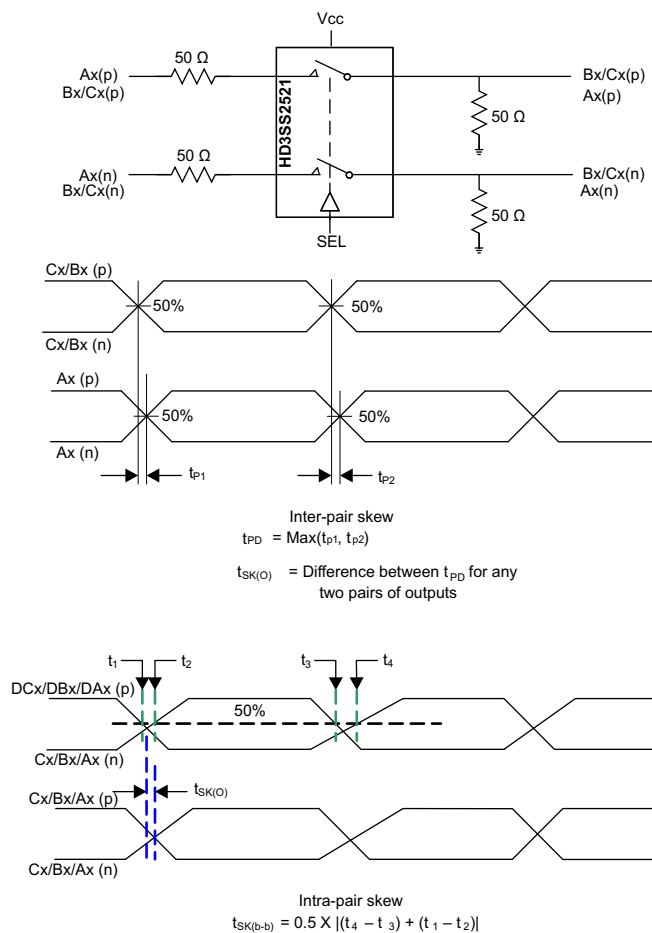 Vcc
50 Ω
Ax(p)
Bx/Cx(p)
HD3SS2521
Bx/Cx(p)
Ax(p)
50 Ω
50 Ω
Ax(n)
Bx/Cx(n)
Bx/Cx(n)
Ax(n)
50 Ω
SEL
Cx/Bx (p)
50%
50%
Cx/Bx (n)
Ax (p)
50%
50%
Ax (n)
tP1
tP2
Inter-pair skew
tPD = Max(tp1, tp2)
tSK(O) = Difference between tPD for any
two pairs of outputs
t1
t2
t3
t4
DCx/DBx/DAx (p)
50%
Cx/Bx/Ax (n)
tSK(O)
Cx/Bx/Ax (p)
Cx/Bx/Ax (n)
Intra-pair skew
tSK(b-b) = 0.5 X |(t4 – t3) + (t1 – t2)|